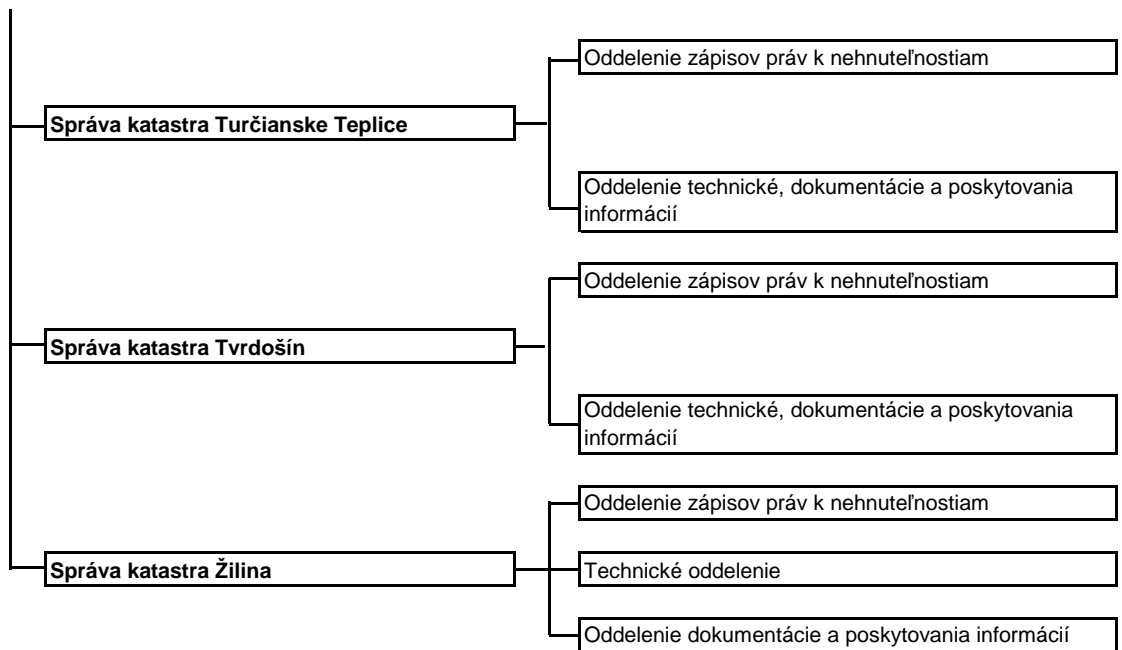 Oddelenie zápisov práv k nehnuteľnostiam
Správa katastra Turčianske Teplice
Oddelenie technické, dokumentácie a poskytovania
informácií
Oddelenie zápisov práv k nehnuteľnostiam
Správa katastra Tvrdošín
Oddelenie technické, dokumentácie a poskytovania
informácií
Oddelenie zápisov práv k nehnuteľnostiam
Správa katastra Žilina
Technické oddelenie
Oddelenie dokumentácie a poskytovania informácií